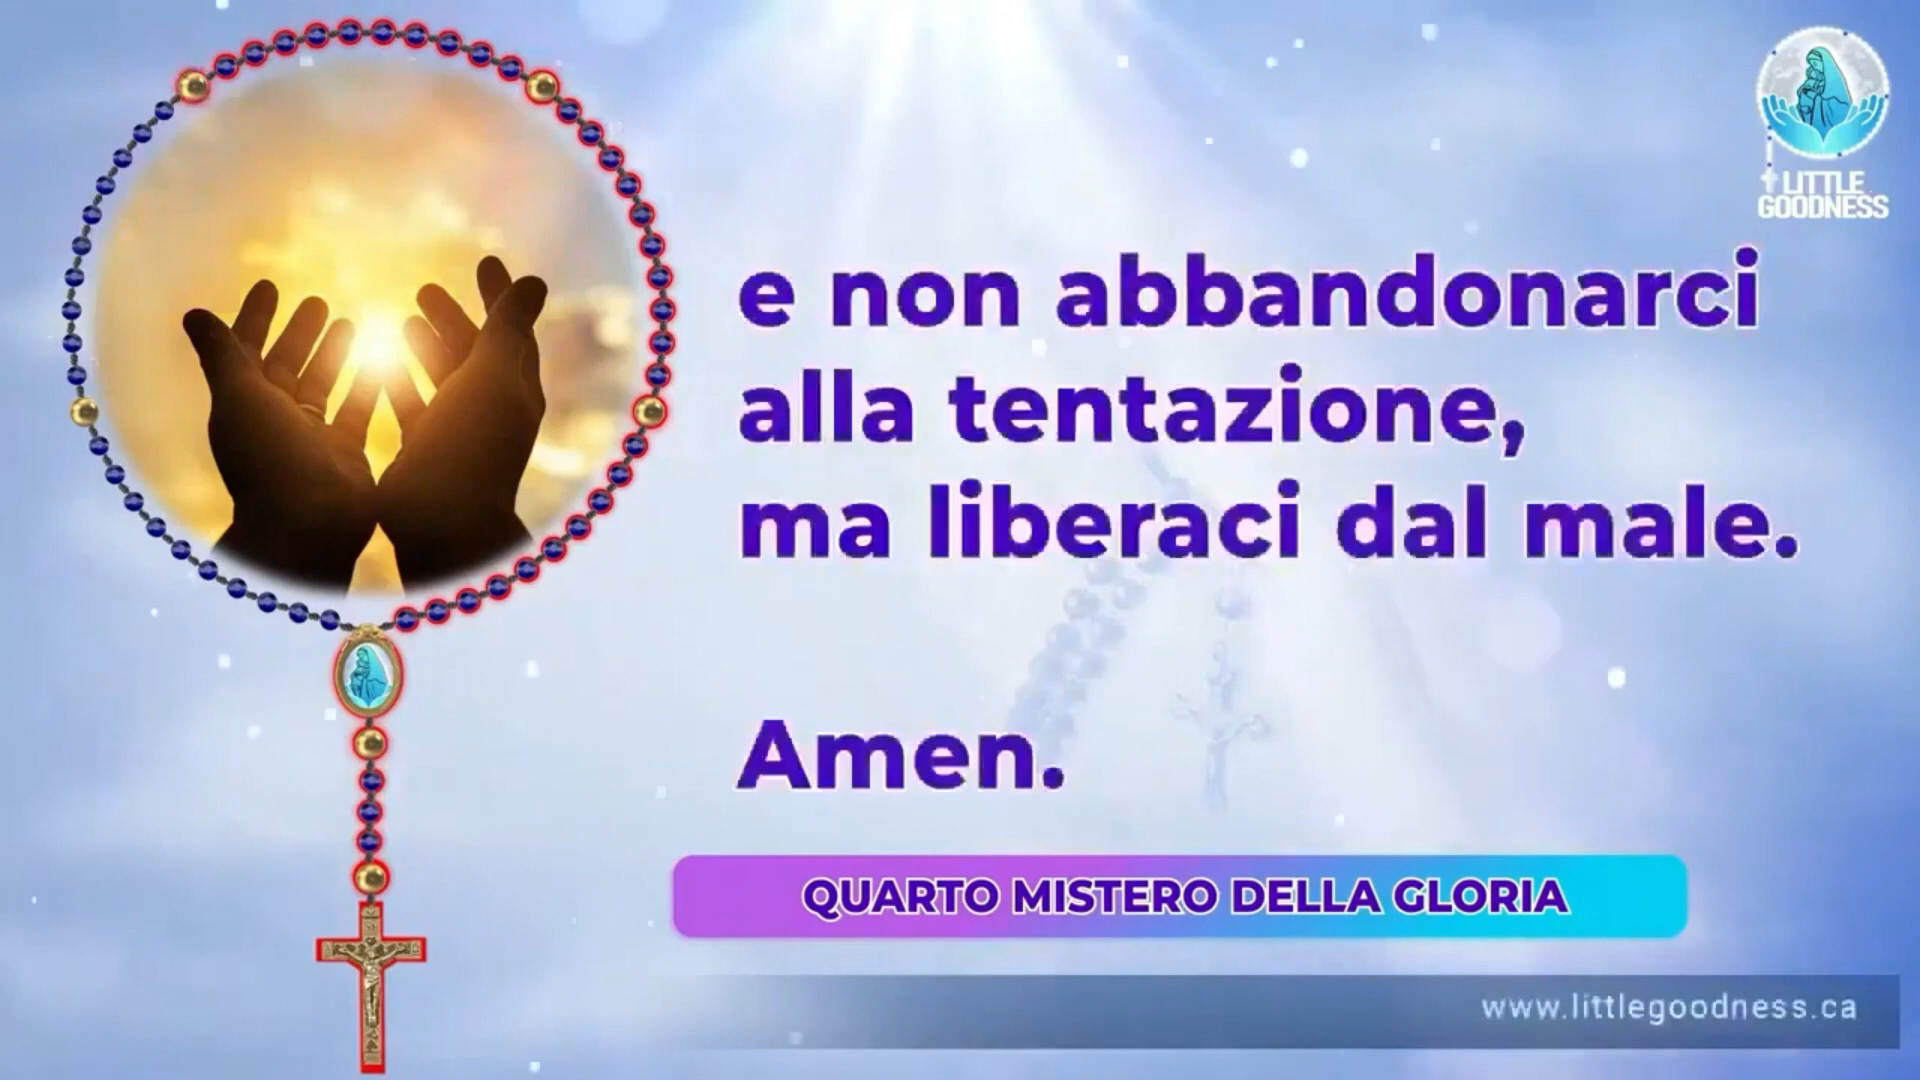 LITTLE
GOODNESS
e non abbandonarci
alla tentazione,
ma liberaci dal male.
Amen.
QUARTO MISTERO DELLA GLORIA
www.littlegoodness.ca